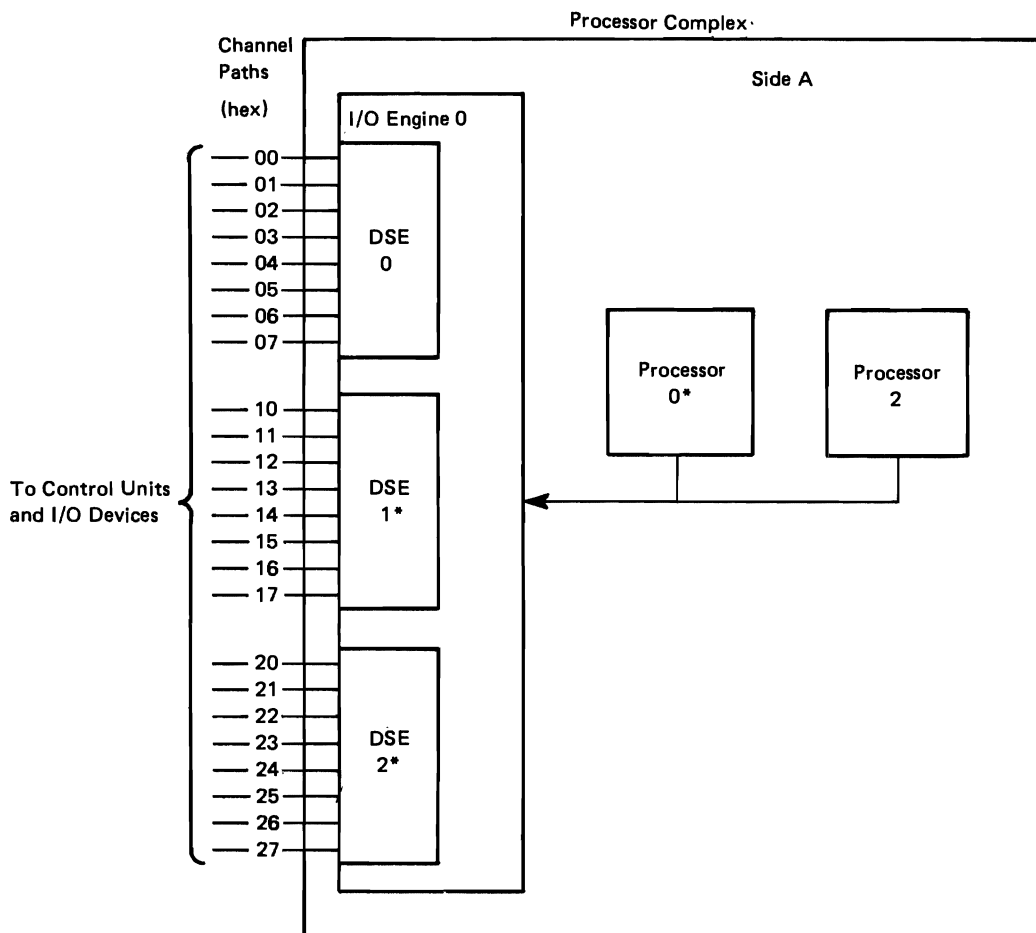 Processor Complex
Channel
Paths
(hex)
Side A
I/O Engine 0
00
01
02
03
04
05
06
07
DSE
0
10
11
12
13
14
15
16
17
DSE
1*
20
21
22
23
24
25
26
27
DSE
2*
To Control Units
and I/O Devices
Processor
0*
Processor
2